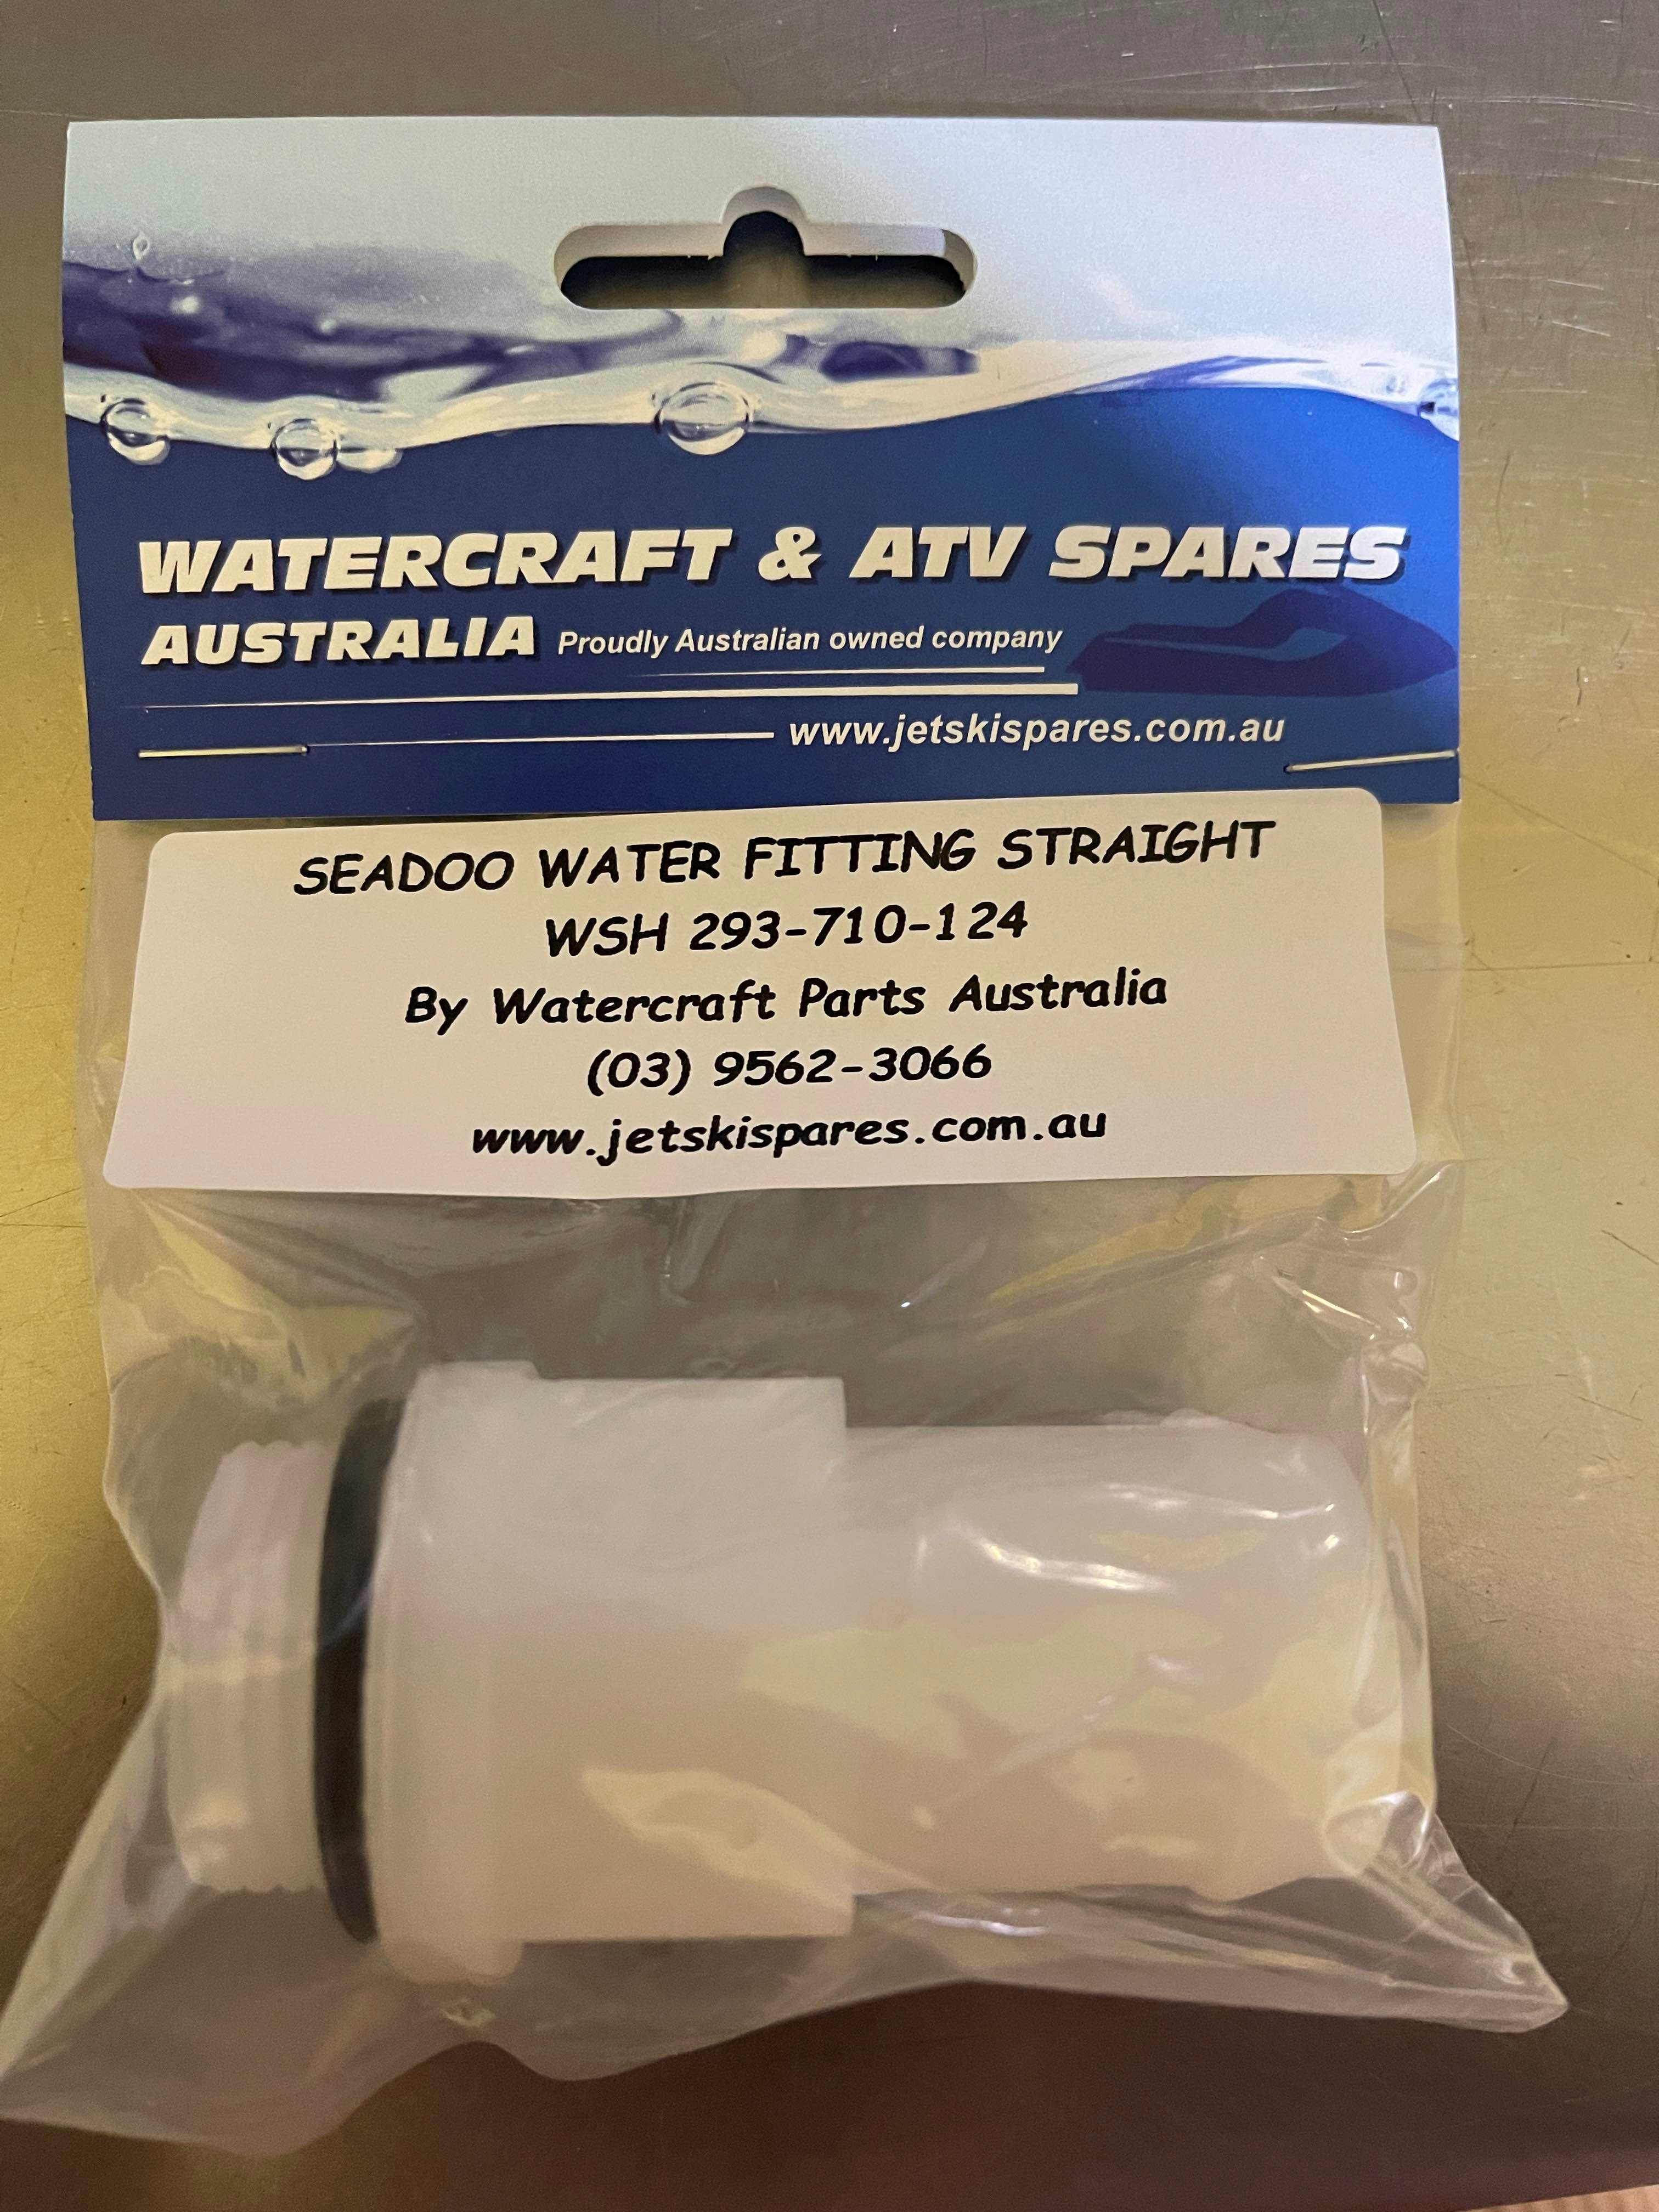 WATERCRAFT & ATV SPARES
AUSTRALIA Proudly Australian owned company
www.jetskispares.com.au
SEADOO WATER FITTING STRAIGHT
WSH 293-710-124
By Watercraft Parts Australia
(03) 9562-3066
www.jetskispares.com.au